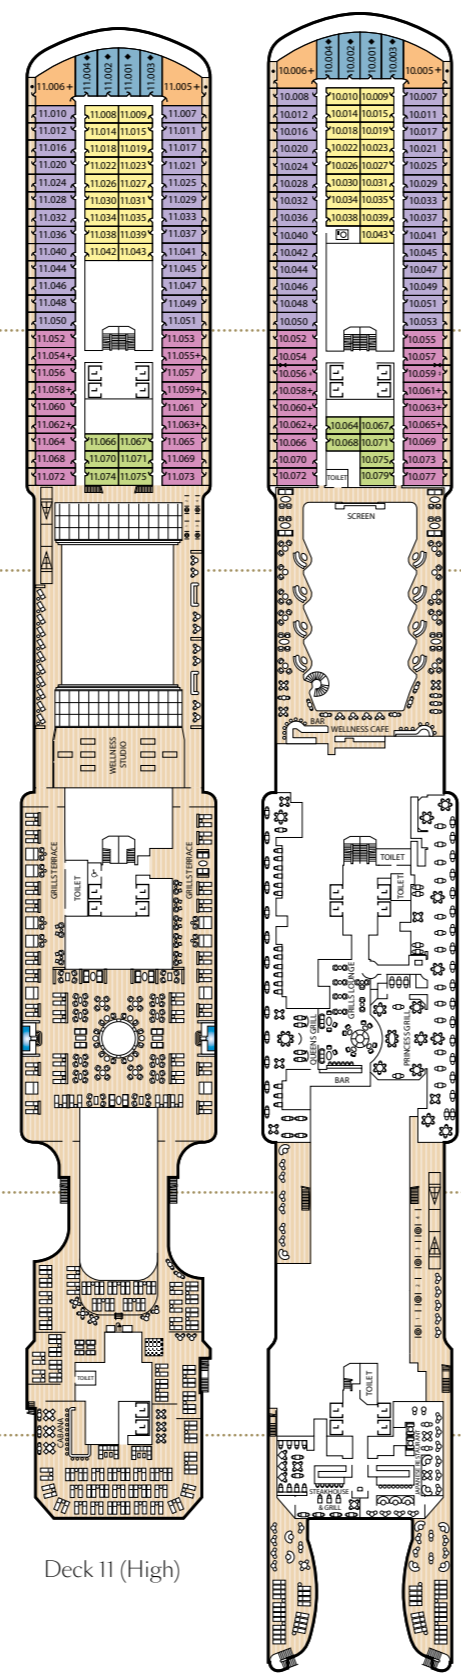 11.004◆ 11.002◆ 11.001◆ 11.003◆
11.006+ 11.005+
11.010 11.008 11.009 11.007
11.012 11.014 11.015 11.011
11.016 11.018 11.019 11.017
11.020 11.022 11.023 11.021
11.024 11.026 11.027 11.025
11.028 11.030 11.031 11.029
11.032 11.034 11.035 11.033
11.036 11.038 11.039 11.037
11.040 11.042 11.043 11.041
11.044 11.045
11.046 11.047
11.048 11.049
11.050 11.051
11.052 11.053
11.054+ 11.055+
11.056 11.057
11.058+ 11.059+
11.060 11.061
11.062+ 11.063+
11.064 11.066 11.067 11.065
11.068 11.070 11.071 11.069
11.072 11.074 11.075 11.073
WELLNESS
STUDIO
GRILLS TERRACE
TOILET
GRILLS TERRACE
TOILET
CABANA
Deck 11 (High)
10.004◆ 10.002◆ 10.001◆ 10.003◆
10.006+ 10.005+
10.008 10.010 10.009 10.007
10.012 10.014 10.015 10.011
10.016 10.018 10.019 10.017
10.020 10.022 10.023 10.021
10.024 10.026 10.027 10.025
10.028 10.030 10.031 10.029
10.032 10.034 10.035 10.033
10.036 10.038 10.039 10.037
10.040 10.043 10.041
10.042 10.045
10.044 10.047
10.046 10.049
10.048 10.051
10.050 10.053
10.052 10.055
10.054 10.057
10.056+ 10.059+
10.058+ 10.061+
10.060+ 10.063+
10.062+ 10.064 10.067 10.065+
10.066 10.068 10.071 10.069
10.070 10.075 10.073
10.072 TOILET 10.079 10.077
SCREEN
BAR
WELLNESS CAFE
TOILET
TOILET
GRILLS LOUNGE
QUEENS GRILL
PRINCESS GRILL
BAR
TOILET
JAPANESE RESTAURANT
STEAKHOUSE
& GRILL